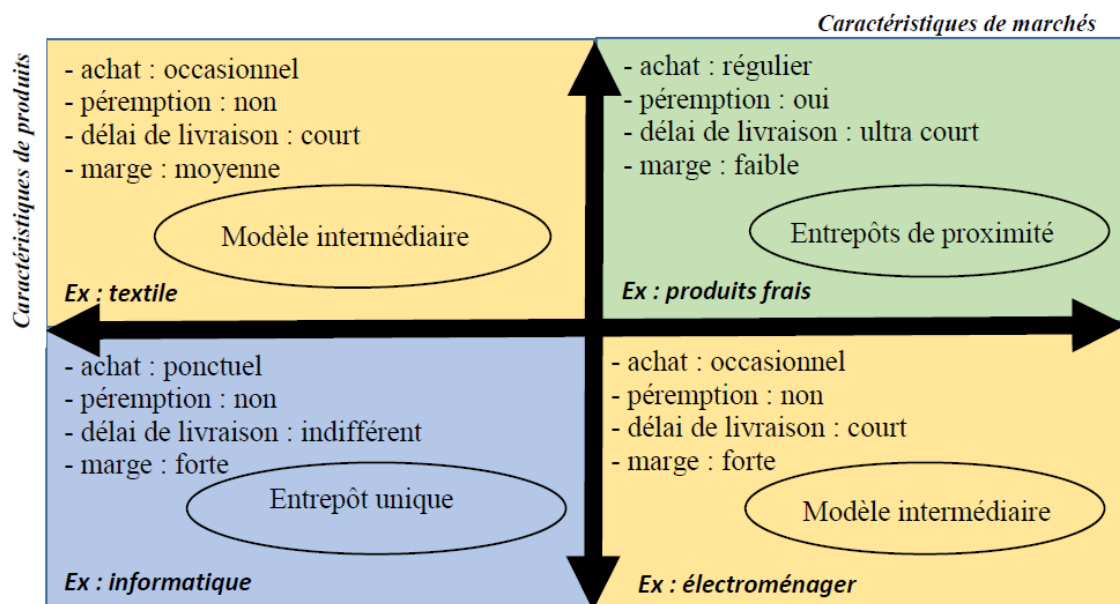 Caractéristiques de marchés
Caractéristiques de produits
- achat : occasionnel
- péremption : non
- délai de livraison : court
- marge : moyenne
Modèle intermédiaire
Ex : textile
- achat : régulier
- péremption : oui
- délai de livraison : ultra court
- marge : faible
Entrepôts de proximité
Ex : produits frais
- achat : ponctuel
- péremption : non
- délai de livraison : indifférent
- marge : forte
Entrepôt unique
Ex : informatique
- achat : occasionnel
- péremption : non
- délai de livraison : court
- marge : forte
Modèle intermédiaire
Ex : électroménager